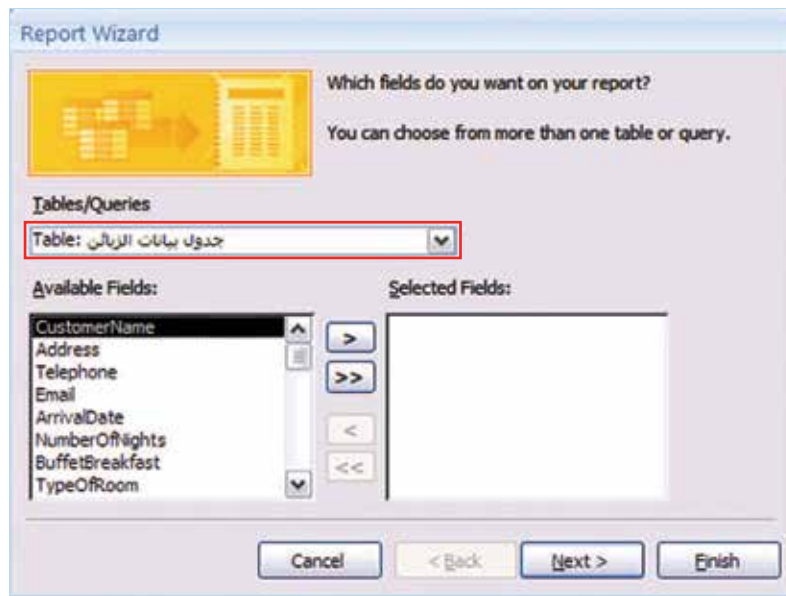 Report Wizard
Which fields do you want on your report?
You can choose from more than one table or query.
Tables/Queries
Table: جدول بيانات الزبائن
Available Fields:
Selected Fields:
CustomerName
Address
Telephone
Email
ArrivalDate
NumberOfNights
BuffetBreakfast
TypeOfRoom
>
>>
<
<<
Cancel
< Back
Next >
Finish